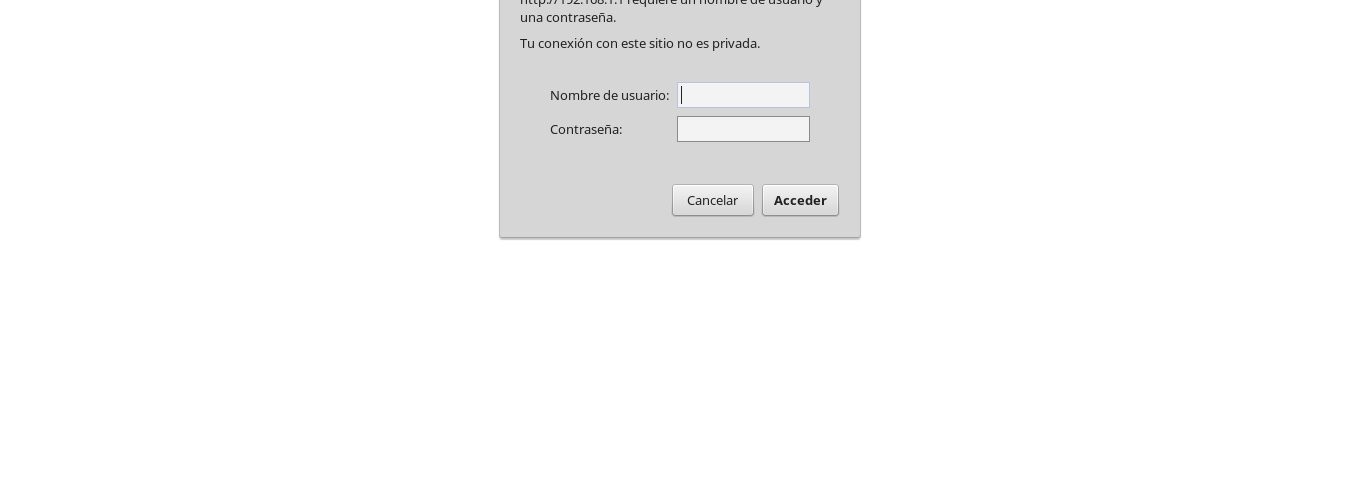 http://192.168.1.1 requiere un nombre de usuario y
una contraseña.
Tu conexión con este sitio no es privada.
Nombre de usuario:
Contraseña:
Cancelar Acceder